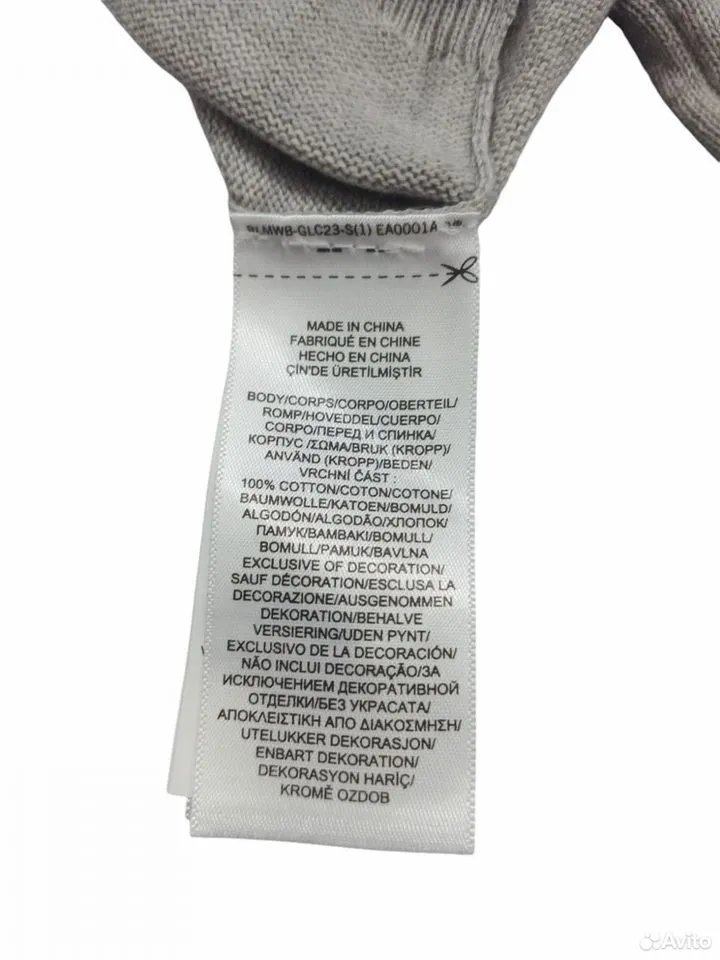 RLMWB-GLC23-S(1) EA0001A
MADE IN CHINA
FABRIQUÉ EN CHINE
HECHO EN CHINA
ÇİN'DE ÜRETİLMİŞTİR
BODY/CORPS/CORPO/OBERTEIL/
ROMP/HOVEDDEL/CUERPO/
CORPO/ПЕРЕД И СПИНКА/
КОРПУС /ΣΩΜΑ/BRUK (KROPP)/
ANVÄND (KROPP)/BEDEN/
VRCHNÍ ČÁST :
100% COTTON/COTON/COTONE/
BAUMWOLLE/KATOEN/BOMULD/
ALGODÓN/ALGODÃO/ХЛОПОК/
ПАМУК/ΒΑΜΒΑΚΙ/BOMULL/
BOMULL/PAMUK/BAVLNA
EXCLUSIVE OF DECORATION/
SAUF DÉCORATION/ESCLUSA LA
DECORAZIONE/AUSGENOMMEN
DEKORATION/BEHALVE
VERSIERING/UDEN PYNT/
EXCLUSIVO DE LA DECORACIÓN/
NÃO INCLUI DECORAÇÃO/ЗА
ИСКЛЮЧЕНИЕМ ДЕКОРАТИВНОЙ
ОТДЕЛКИ/БЕЗ УКРАСАТА/
ΑΠΟΚΛΕΙΣΤΙΚΗ ΑΠΟ ΔΙΑΚΟΣΜΗΣΗ/
UTELUKKER DEKORASJON/
ENBART DEKORATION/
DEKORASYON HARİÇ/
KROMĚ OZDOB
Avito